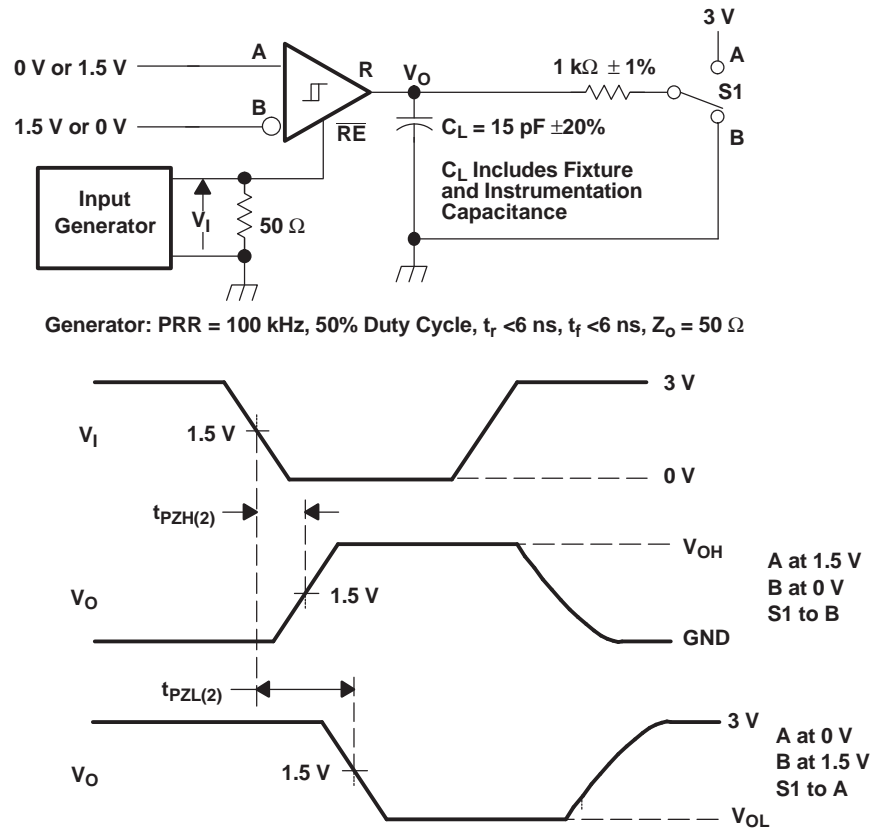 3 V
A
A
R
V_O
1 kΩ ± 1%
0 V or 1.5 V
S1
B
1.5 V or 0 V
RE
C_L = 15 pF ±20%
B
C_L Includes Fixture
and Instrumentation
Capacitance
Input
Generator
V_I
50 Ω
Generator: PRR = 100 kHz, 50% Duty Cycle, t_r <6 ns, t_f <6 ns, Z_o = 50 Ω
3 V
V_I
1.5 V
0 V
t_PZH(2)
V_OH
A at 1.5 V
B at 0 V
S1 to B
V_O
1.5 V
GND
t_PZL(2)
3 V
A at 0 V
B at 1.5 V
S1 to A
V_O
1.5 V
V_OL